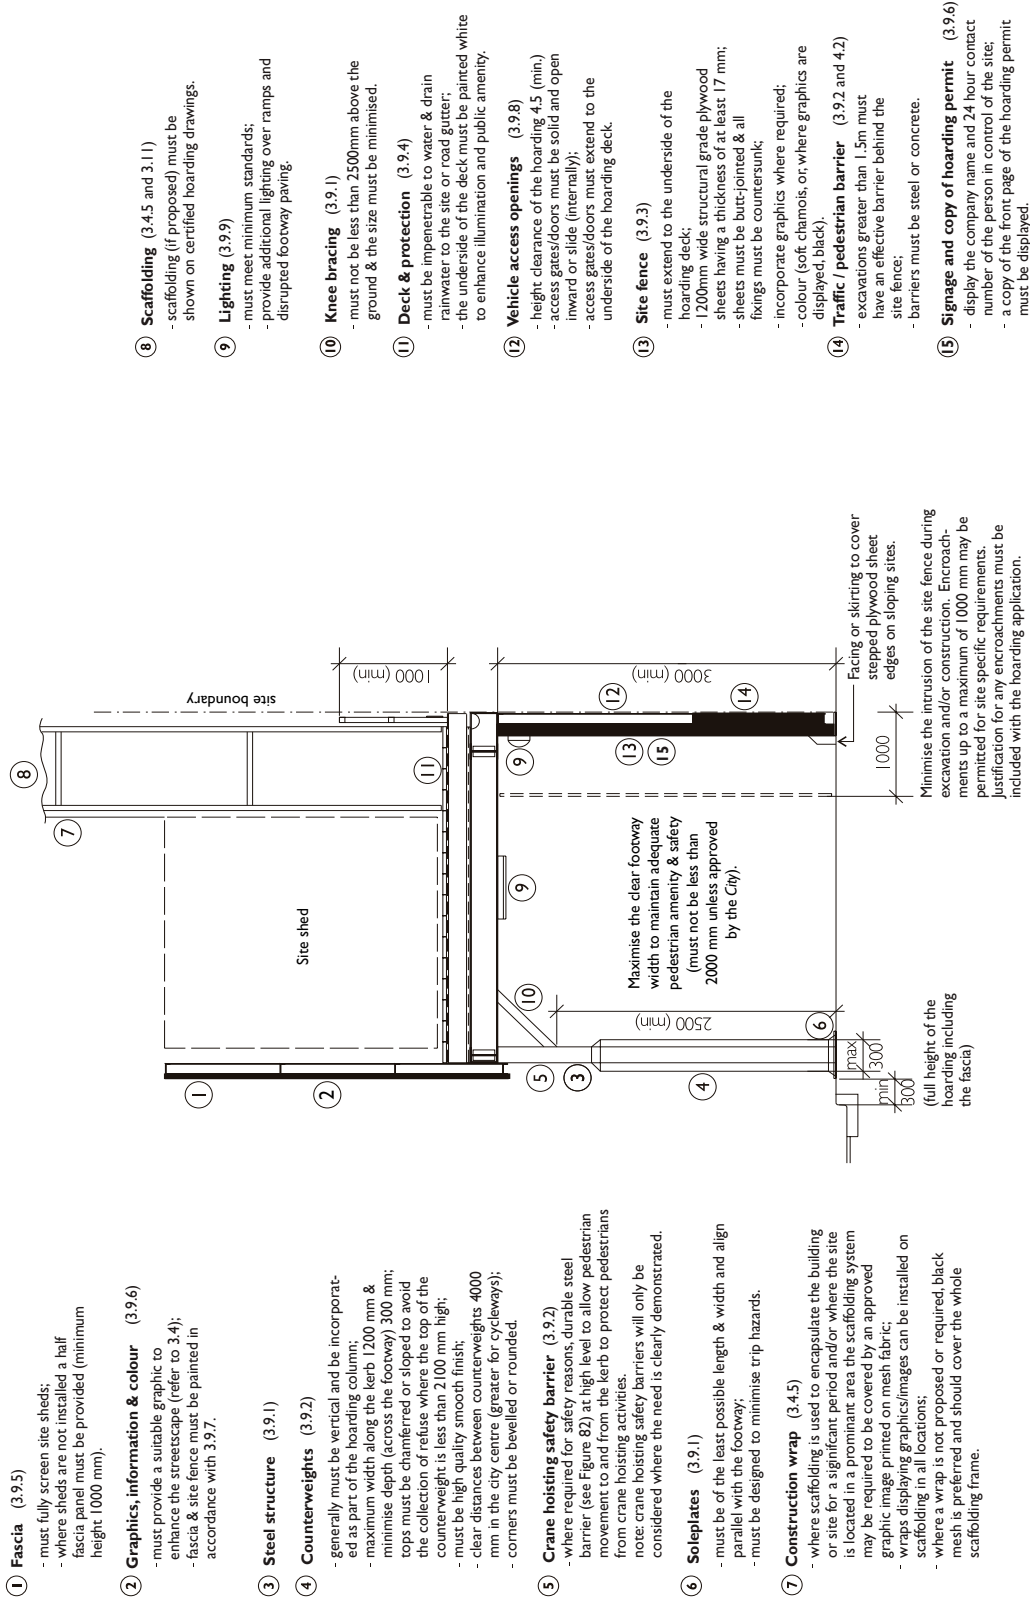 ① Fascia (3.9.5)
- must fully screen site sheds;
- where sheds are not installed a half
fascia panel must be provided (minimum
height 1000 mm).
② Graphics, information & colour (3.9.6)
- must provide a suitable graphic to
enhance the streetscape (refer to 3.4);
- fascia & site fence must be painted in
accordance with 3.9.7.
③ Steel structure (3.9.1)
④ Counterweights (3.9.2)
- generally must be vertical and be incorporat-
ed as part of the hoarding column;
- maximum width along the kerb 1200 mm &
minimise depth (across the footway) 300 mm;
- tops must be chamfered or sloped to avoid
the collection of refuse where the top of the
counterweight is less than 2100 mm high;
- must be high quality smooth finish;
- clear distances between counterweights 4000
mm in the city centre (greater for cycleways);
- corners must be bevelled or rounded.
⑤ Crane hoisting safety barrier (3.9.2)
- where required for safety reasons, durable steel
barrier (see Figure 82) at high level to allow pedestrian
movement to and from the kerb to protect pedestrians
from crane hoisting activities.
note: crane hoisting safety barriers will only be
considered where the need is clearly demonstrated.
⑥ Soleplates (3.9.1)
- must be of the least possible length & width and align
parallel with the footway;
- must be designed to minimise trip hazards.
⑦ Construction wrap (3.4.5)
- where scaffolding is used to encapsulate the building
or site for a siginifcant period and/or where the site
is located in a prominant area the scaffolding system
may be required to be covered by an approved
graphic image printed on mesh fabric;
- wraps displaying graphics/images can be installed on
scaffolding in all locations;
- where a wrap is not proposed or required, black
mesh is preferred and should cover the whole
scaffolding frame.
①
②
⑦
⑧
Site shed
site boundary
1000 (min)
⑪
⑨
⑨
⑩
⑤
③
④
⑥
2500 (min)
Maximise the clear footway
width to maintain adequate
pedestrian amenity & safety
(must not be less than
2000 mm unless approved
by the City).
⑬
⑮
⑫
⑭
3000 (min)
1000
max
300
min
300
(full height of the
hoarding including
the fascia)
Facing or skirting to cover
stepped plywood sheet
edges on sloping sites.
Minimise the intrusion of the site fence during
excavation and/or construction. Encroach-
ments up to a maximum of 1000 mm may be
permitted for site specific requirements.
Justification for any encroachments must be
included with the hoarding application.
⑧ Scaffolding (3.4.5 and 3.11)
- scaffolding (if proposed) must be
shown on certified hoarding drawings.
⑨ Lighting (3.9.9)
- must meet minimum standards;
- provide additional lighting over ramps and
disrupted footway paving.
⑩ Knee bracing (3.9.1)
- must not be less than 2500mm above the
ground & the size must be minimised.
⑪ Deck & protection (3.9.4)
- must be impenetrable to water & drain
rainwater to the site or road gutter;
- the underside of the deck must be painted white
to enhance illumination and public amenity.
⑫ Vehicle access openings (3.9.8)
- height clearance of the hoarding 4.5 (min.)
- access gates/doors must be solid and open
inward or slide (internally);
- access gates/doors must extend to the
underside of the hoarding deck.
⑬ Site fence (3.9.3)
- must extend to the underside of the
hoarding deck;
- 1200mm wide structural grade plywood
sheets having a thickness of at least 17 mm;
- sheets must be butt-jointed & all
fixings must be countersunk;
- incorporate graphics where required;
- colour (soft chamois, or, where graphics are
displayed, black).
⑭ Traffic / pedestrian barrier (3.9.2 and 4.2)
- excavations greater than 1.5m must
have an effective barrier behind the
site fence;
- barriers must be steel or concrete.
⑮ Signage and copy of hoarding permit (3.9.6)
- display the company name and 24 hour contact
number of the person in control of the site;
- a copy of the front page of the hoarding permit
must be displayed.